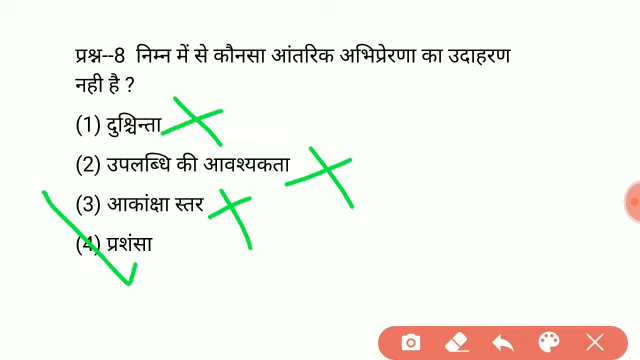 प्रश्न--8 निम्न में से कौनसा आंतरिक अभिप्रेरणा का उदाहरण
नही है ?
(1) दुश्चिन्ता
(2) उपलब्धि की आवश्यकता
(3) आकांक्षा स्तर
(4) प्रशंसा